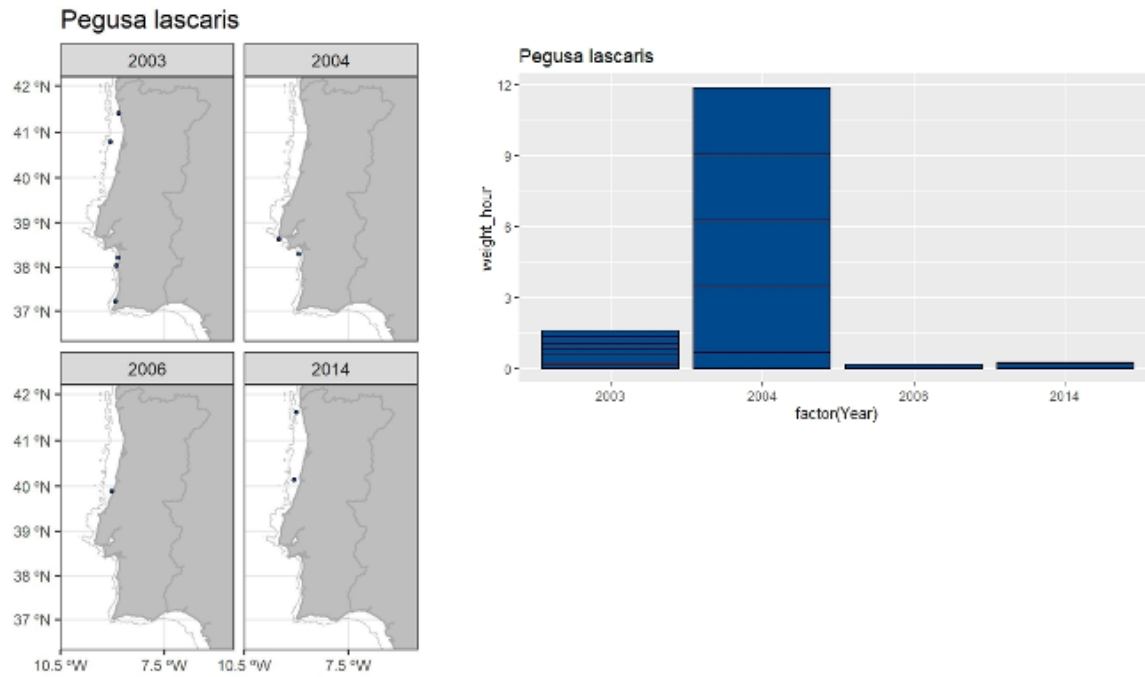 Pegusa lascaris
2003 2004
42 °N
41 °N
40 °N
39 °N
38 °N
37 °N
2006 2014
42 °N
41 °N
40 °N
39 °N
38 °N
37 °N
10.5 °W 7.5 °W 10.5 °W 7.5 °W
Pegusa lascaris
12
9
6
3
0
weight_hour
2003 2004 2006 2014
factor(Year)